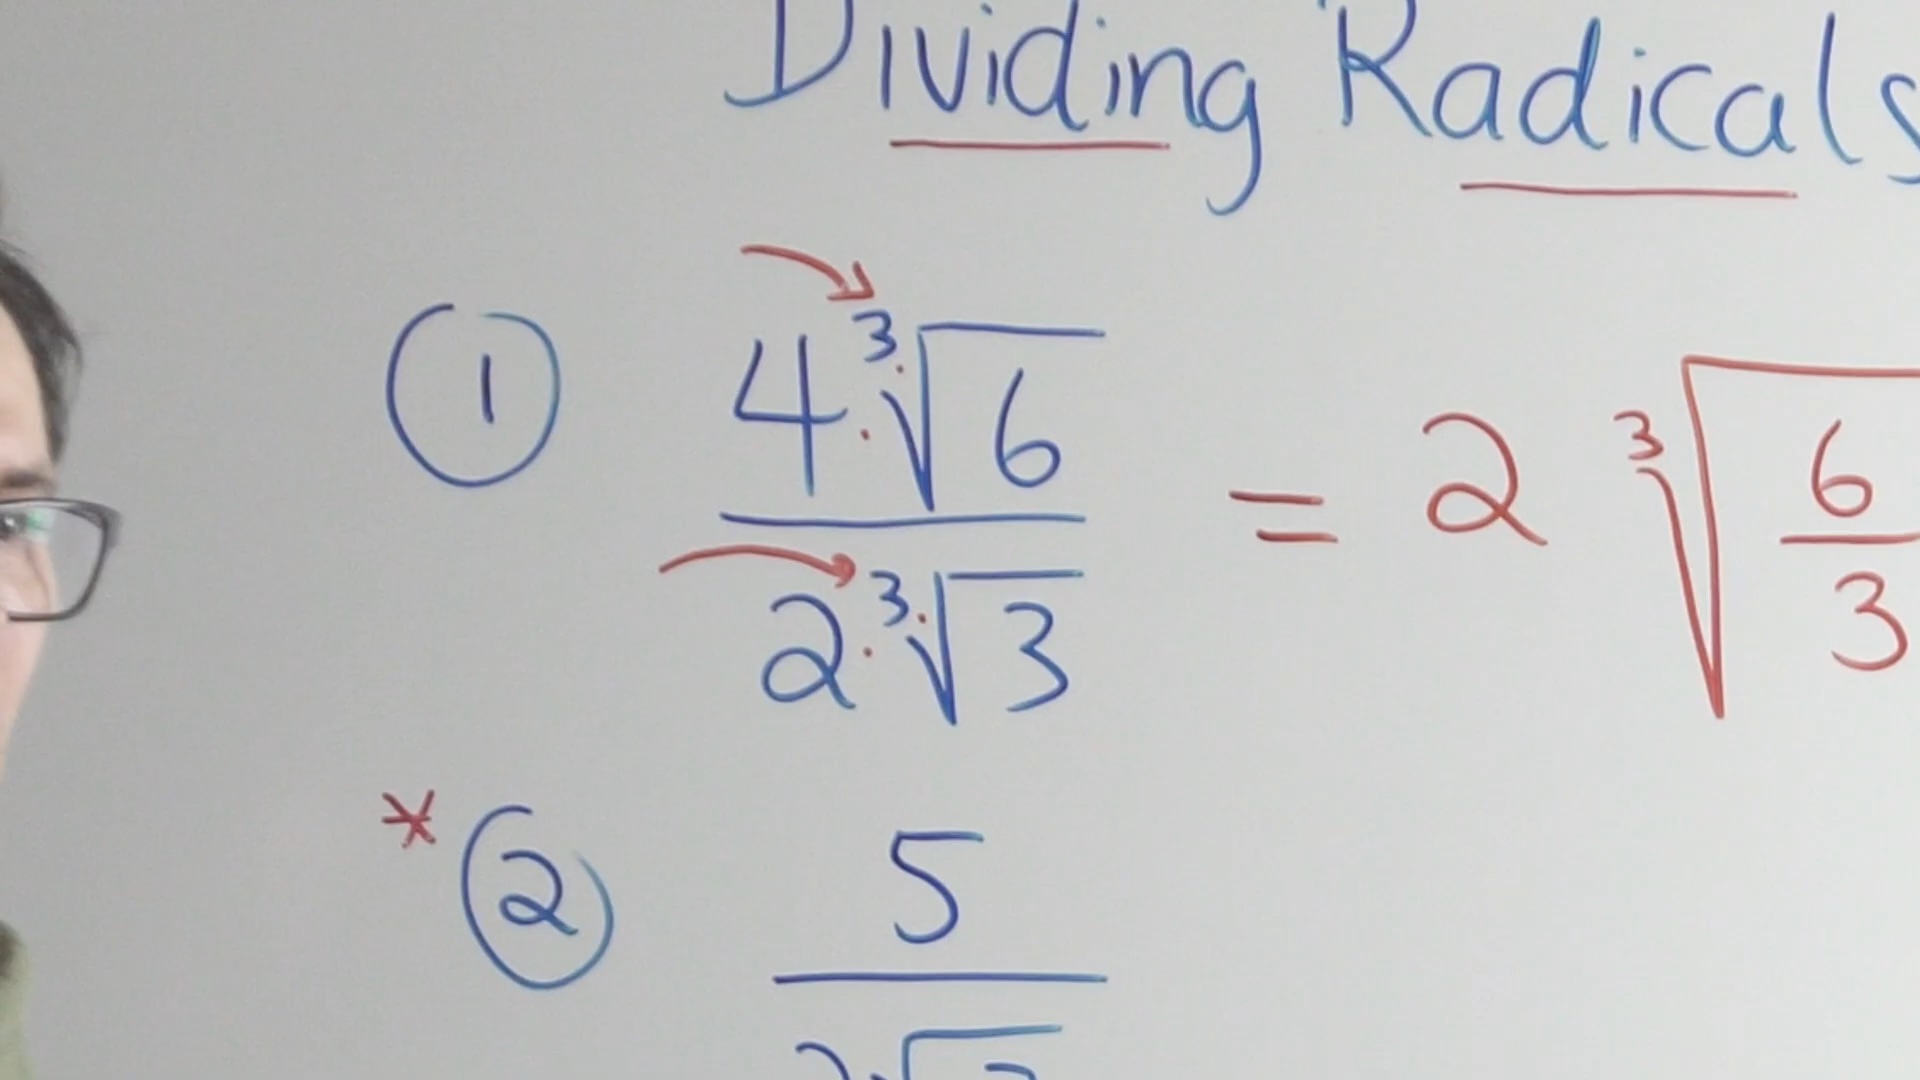 Dividing Radicals
① 4·∛6 / 2·∛3 = 2 ∛(6/3)
* ② 5